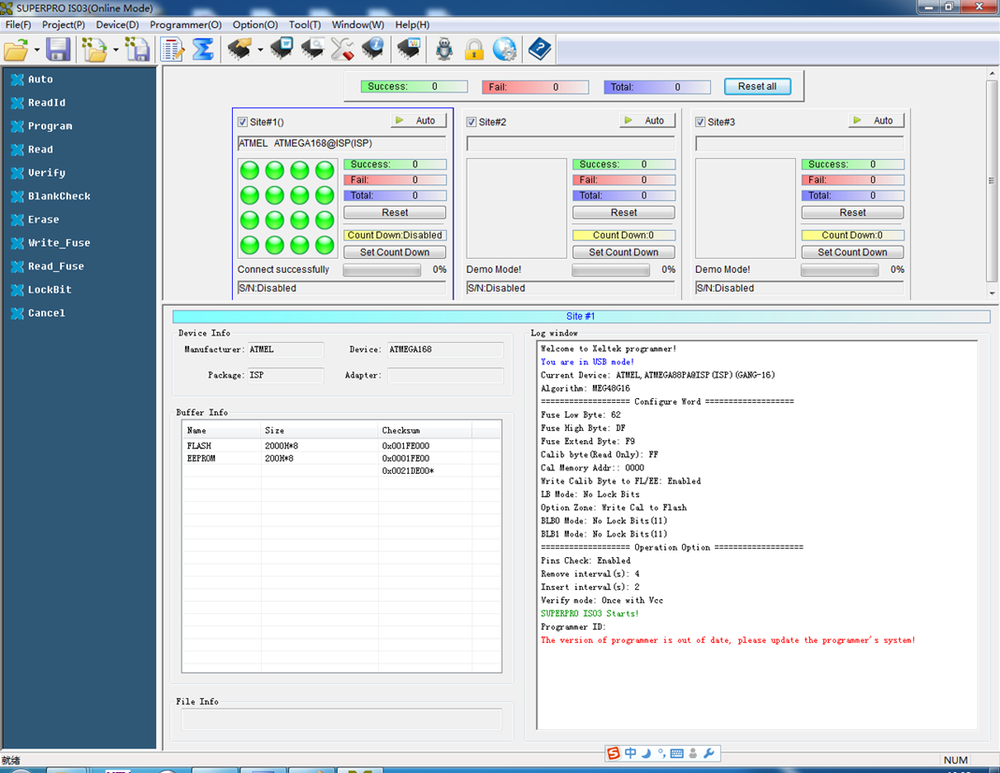 SUPERPRO IS03(Online Mode)
File(F) Project(P) Device(D) Programmer(O) Option(O) Tool(T) Window(W) Help(H)
Auto
ReadId
Program
Read
Verify
BlankCheck
Erase
Write_Fuse
Read_Fuse
LockBit
Cancel
Success: 0 Fail: 0 Total: 0 Reset all
Site#1() Auto
ATMEL ATMEGA168@ISP(ISP)
Success: 0
Fail: 0
Total: 0
Reset
Count Down:Disabled
Set Count Down
Connect successfully 0%
S/N:Disabled
Site#2 Auto
Success: 0
Fail: 0
Total: 0
Reset
Count Down:0
Set Count Down
Demo Mode! 0%
S/N:Disabled
Site#3 Auto
Success: 0
Fail: 0
Total: 0
Reset
Count Down:0
Set Count Down
Demo Mode! 0%
S/N:Disabled
Site #1
Device Info
Manufacturer: ATMEL Device: ATMEGA168
Package: ISP Adapter:
Buffer Info
Name Size Checksum
FLASH 2000H*8 0x001FE000
EEPROM 200H*8 0x0001FE00
0x0021DE00*
File Info
Log window
Welcome to Xeltek programmer!
You are in USB mode!
Current Device: ATMEL,ATMEGA88PA@ISP(ISP)(GANG-16)
Algorithm: MEG48G16
=================== Configure Word ===================
Fuse Low Byte: 62
Fuse High Byte: DF
Fuse Extend Byte: F9
Calib byte(Read Only): FF
Cal Memory Addr:: 0000
Write Calib Byte to FL/EE: Enabled
LB Mode: No Lock Bits
Option Zone: Write Cal to Flash
BLB0 Mode: No Lock Bits(11)
BLB1 Mode: No Lock Bits(11)
=================== Operation Option ===================
Pins Check: Enabled
Remove interval(s): 4
Insert interval(s): 2
Verify mode: Once with Vcc
SUPERPRO IS03 Starts!
Programmer ID:
The version of programmer is out of date, please update the programmer's system!
S 中
就绪 NUM